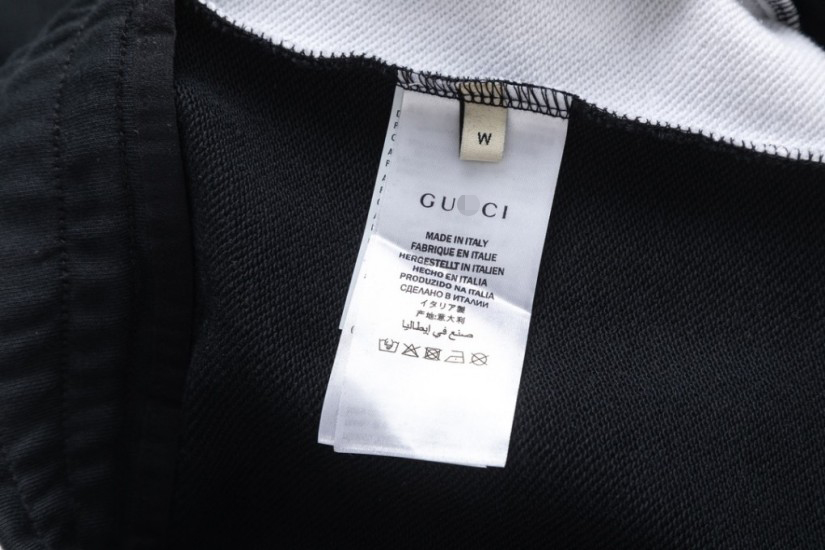 W
GUCCI
MADE IN ITALY
FABRIQUE EN ITALIE
HERGESTELLT IN ITALIEN
HECHO EN ITALIA
PRODUZIDO NA ITALIA
СДЕЛАНО В ИТАЛИИ
イタリア製
产地:意大利
صنع في إيطاليا